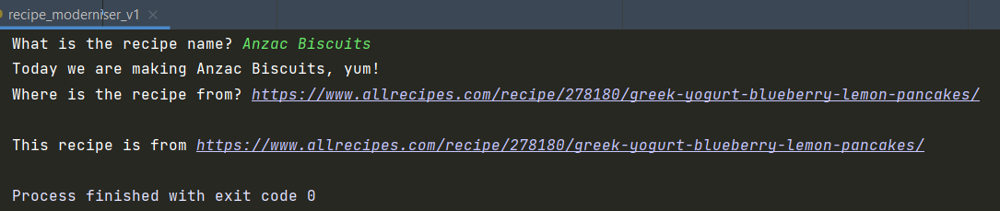 recipe_moderniser_v1
What is the recipe name? Anzac Biscuits
Today we are making Anzac Biscuits, yum!
Where is the recipe from? https://www.allrecipes.com/recipe/278180/greek-yogurt-blueberry-lemon-pancakes/
This recipe is from https://www.allrecipes.com/recipe/278180/greek-yogurt-blueberry-lemon-pancakes/
Process finished with exit code 0